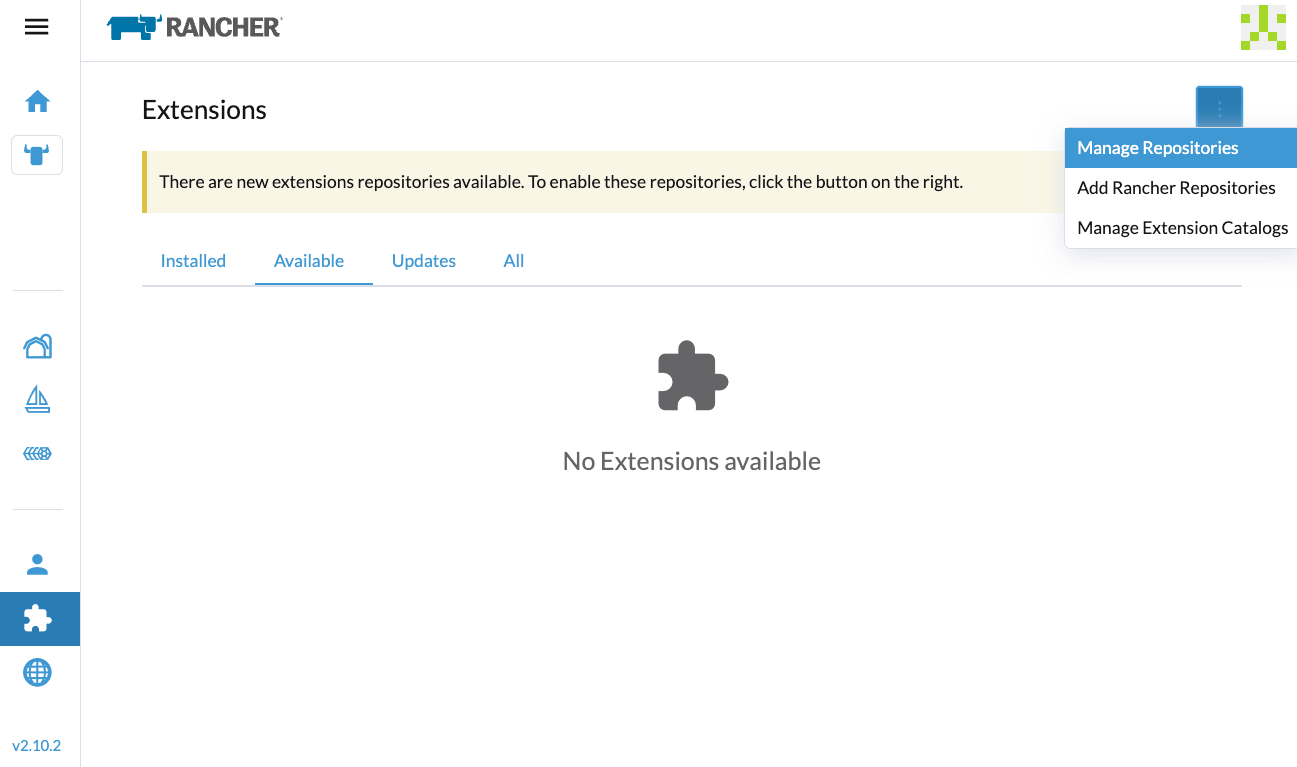 RANCHER
Extensions
Manage Repositories
There are new extensions repositories available. To enable these repositories, click the button on the right.
Add Rancher Repositories
Manage Extension Catalogs
Installed
Available
Updates
All
No Extensions available
v2.10.2